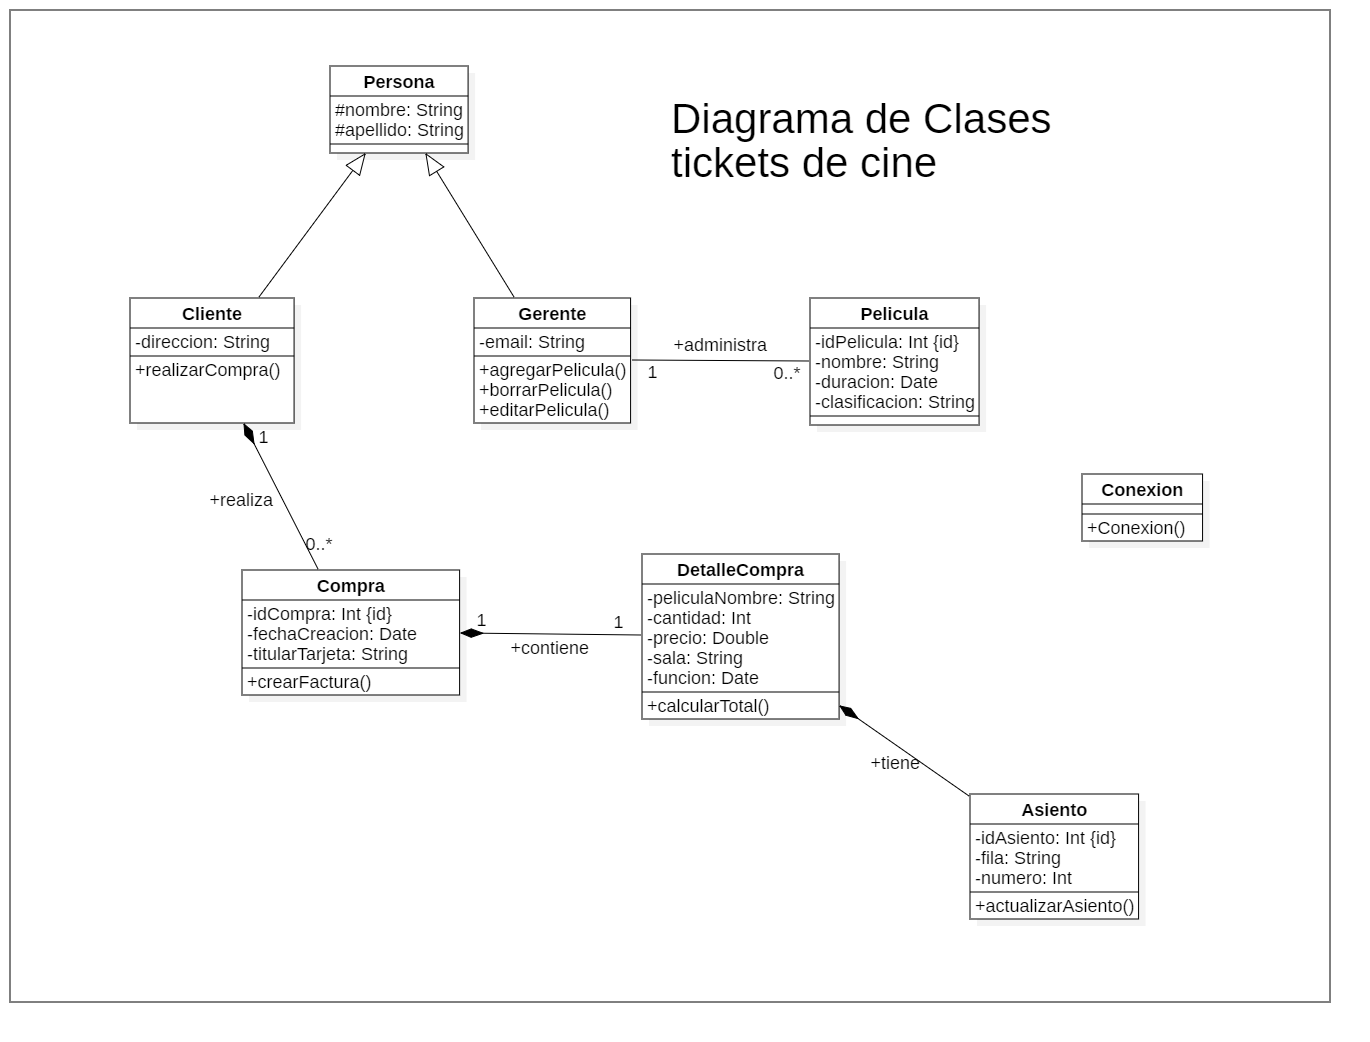 Persona
#nombre: String
#apellido: String
Diagrama de Clases
tickets de cine
Cliente
-direccion: String
+realizarCompra()
Gerente
-email: String
+agregarPelicula()
+borrarPelicula()
+editarPelicula()
+administra
1
0..*
Pelicula
-idPelicula: Int {id}
-nombre: String
-duracion: Date
-clasificacion: String
1
+realiza
0..*
Conexion
+Conexion()
Compra
-idCompra: Int {id}
-fechaCreacion: Date
-titularTarjeta: String
+crearFactura()
1
1
+contiene
DetalleCompra
-peliculaNombre: String
-cantidad: Int
-precio: Double
-sala: String
-funcion: Date
+calcularTotal()
+tiene
Asiento
-idAsiento: Int {id}
-fila: String
-numero: Int
+actualizarAsiento()